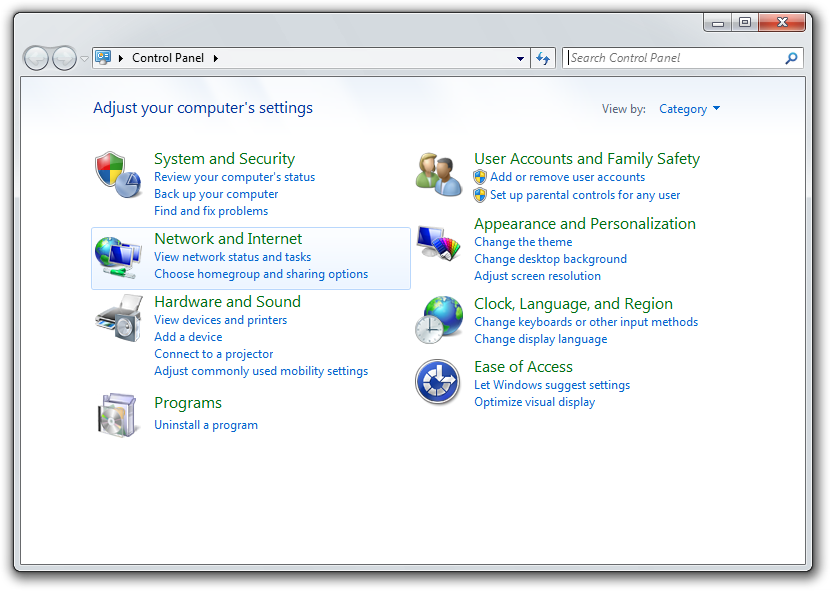 Control Panel
Search Control Panel
Adjust your computer's settings
View by: Category
System and Security
Review your computer's status
Back up your computer
Find and fix problems
Network and Internet
View network status and tasks
Choose homegroup and sharing options
Hardware and Sound
View devices and printers
Add a device
Connect to a projector
Adjust commonly used mobility settings
Programs
Uninstall a program
User Accounts and Family Safety
Add or remove user accounts
Set up parental controls for any user
Appearance and Personalization
Change the theme
Change desktop background
Adjust screen resolution
Clock, Language, and Region
Change keyboards or other input methods
Change display language
Ease of Access
Let Windows suggest settings
Optimize visual display